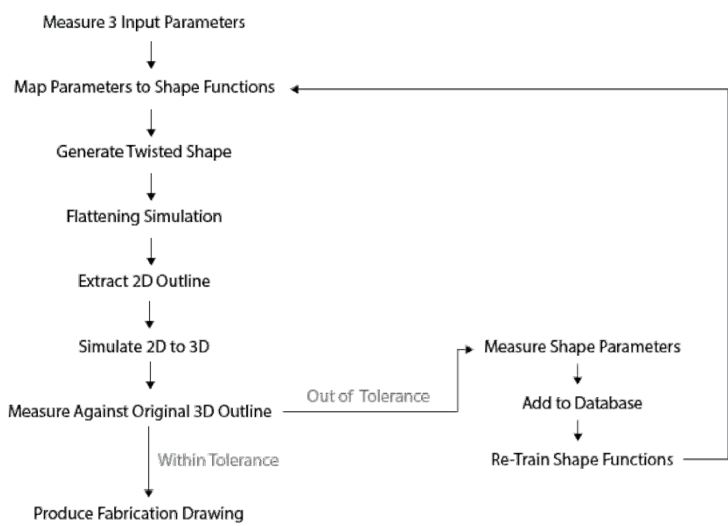 Measure 3 Input Parameters
Map Parameters to Shape Functions
Generate Twisted Shape
Flattening Simulation
Extract 2D Outline
Simulate 2D to 3D
Measure Against Original 3D Outline
Out of Tolerance
Within Tolerance
Produce Fabrication Drawing
Measure Shape Parameters
Add to Database
Re-Train Shape Functions